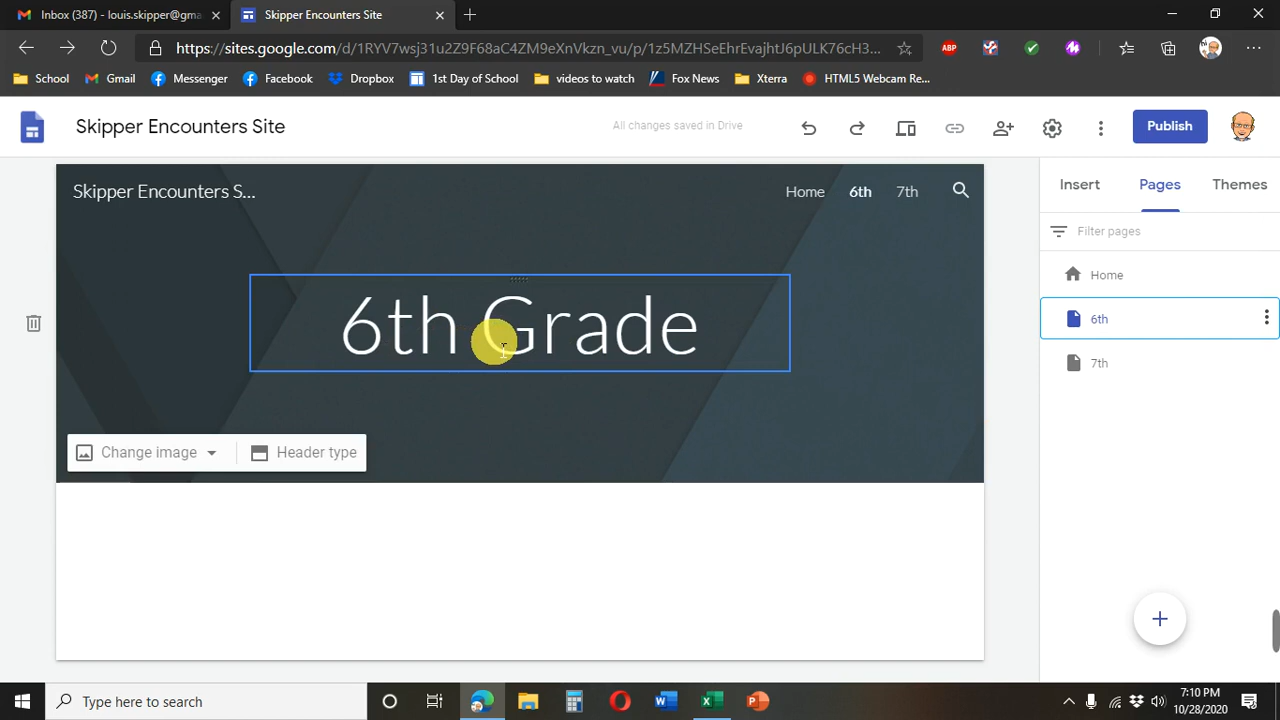 Inbox (387) - louis.skipper@gma
Skipper Encounters Site
https://sites.google.com/d/1RYV7wsj31u2Z9F68aC4ZM9eXnVkzn_vu/p/1z5MZHSeEhrEvajhtJ6pULK76cH3...
ABP
School Gmail Messenger Facebook Dropbox 1st Day of School videos to watch Fox News Xterra HTML5 Webcam Re...
Skipper Encounters Site
All changes saved in Drive
Publish
Skipper Encounters S...
Home 6th 7th
Insert Pages Themes
Filter pages
Home
6th Grade
6th
7th
Change image Header type
Type here to search
7:10 PM
10/28/2020